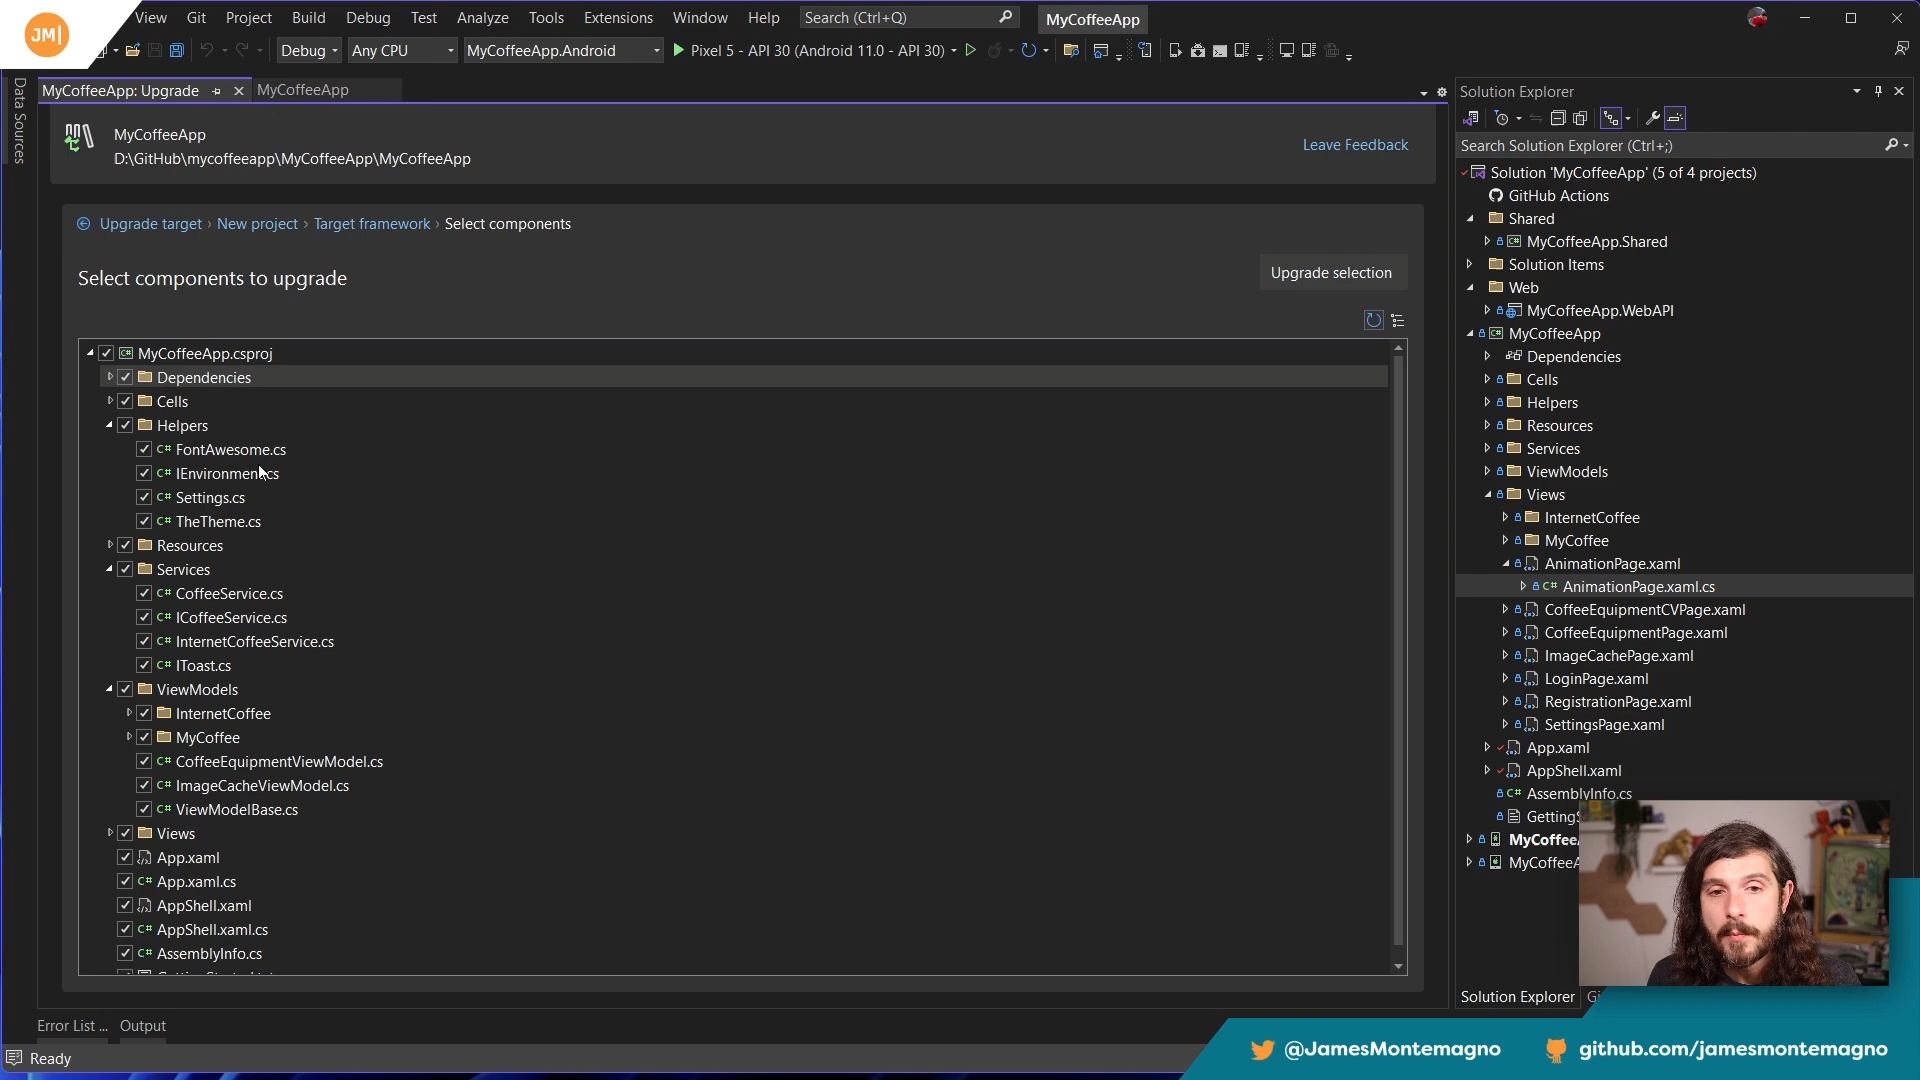 JM|
View Git Project Build Debug Test Analyze Tools Extensions Window Help Search (Ctrl+Q) MyCoffeeApp
Debug Any CPU MyCoffeeApp.Android Pixel 5 - API 30 (Android 11.0 - API 30)
Data Sources
MyCoffeeApp: Upgrade MyCoffeeApp
MyCoffeeApp
D:\GitHub\mycoffeeapp\MyCoffeeApp\MyCoffeeApp
Leave Feedback
Upgrade target › New project › Target framework › Select components
Select components to upgrade
Upgrade selection
MyCoffeeApp.csproj
Dependencies
Cells
Helpers
FontAwesome.cs
IEnvironment.cs
Settings.cs
TheTheme.cs
Resources
Services
CoffeeService.cs
ICoffeeService.cs
InternetCoffeeService.cs
IToast.cs
ViewModels
InternetCoffee
MyCoffee
CoffeeEquipmentViewModel.cs
ImageCacheViewModel.cs
ViewModelBase.cs
Views
App.xaml
App.xaml.cs
AppShell.xaml
AppShell.xaml.cs
AssemblyInfo.cs
Solution Explorer
Search Solution Explorer (Ctrl+;)
Solution 'MyCoffeeApp' (5 of 4 projects)
GitHub Actions
Shared
MyCoffeeApp.Shared
Solution Items
Web
MyCoffeeApp.WebAPI
MyCoffeeApp
Dependencies
Cells
Helpers
Resources
Services
ViewModels
Views
InternetCoffee
MyCoffee
AnimationPage.xaml
AnimationPage.xaml.cs
CoffeeEquipmentCVPage.xaml
CoffeeEquipmentPage.xaml
ImageCachePage.xaml
LoginPage.xaml
RegistrationPage.xaml
SettingsPage.xaml
App.xaml
AppShell.xaml
AssemblyInfo.cs
Getting
MyCoffee
MyCoffeeA
Solution Explorer Gi
Error List ... Output
Ready
@JamesMontemagno
github.com/jamesmontemagno